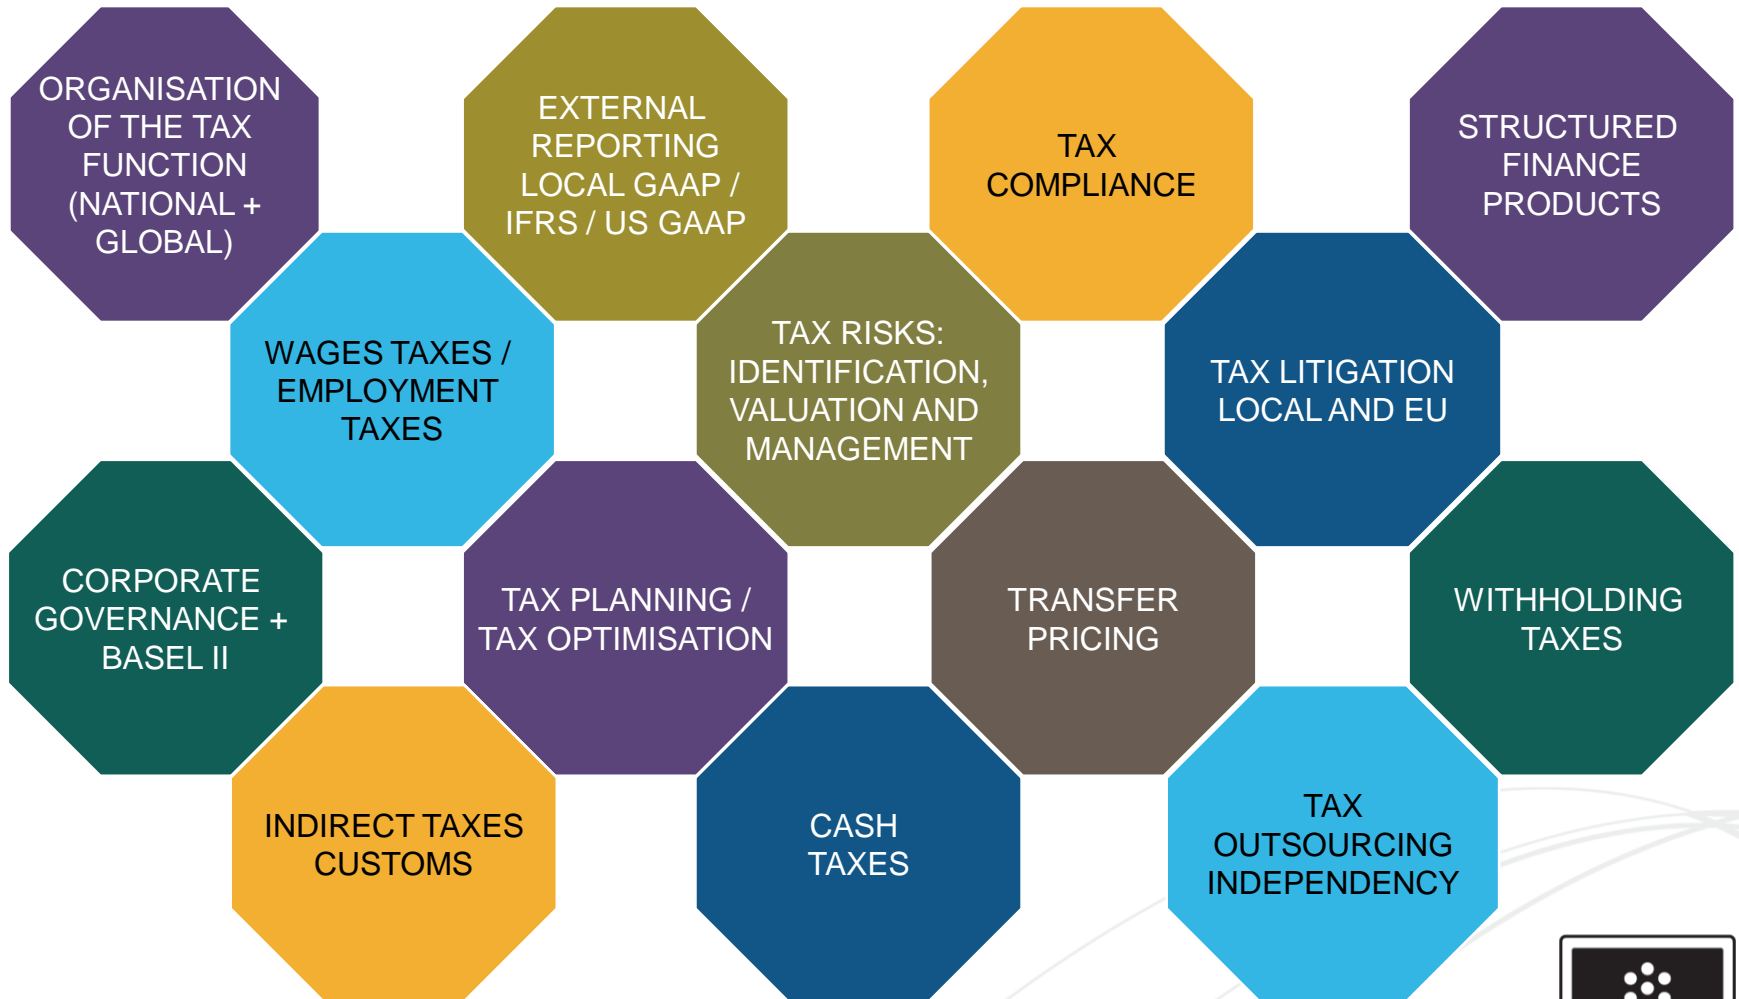 ORGANISATION
OF THE TAX
FUNCTION
(NATIONAL +
GLOBAL)
EXTERNAL
REPORTING
LOCAL GAAP /
IFRS / US GAAP
TAX
COMPLIANCE
STRUCTURED
FINANCE
PRODUCTS
WAGES TAXES /
EMPLOYMENT
TAXES
TAX RISKS:
IDENTIFICATION,
VALUATION AND
MANAGEMENT
TAX LITIGATION
LOCAL AND EU
CORPORATE
GOVERNANCE +
BASEL II
TAX PLANNING /
TAX OPTIMISATION
TRANSFER
PRICING
WITHHOLDING
TAXES
INDIRECT TAXES
CUSTOMS
CASH
TAXES
TAX
OUTSOURCING
INDEPENDENCY